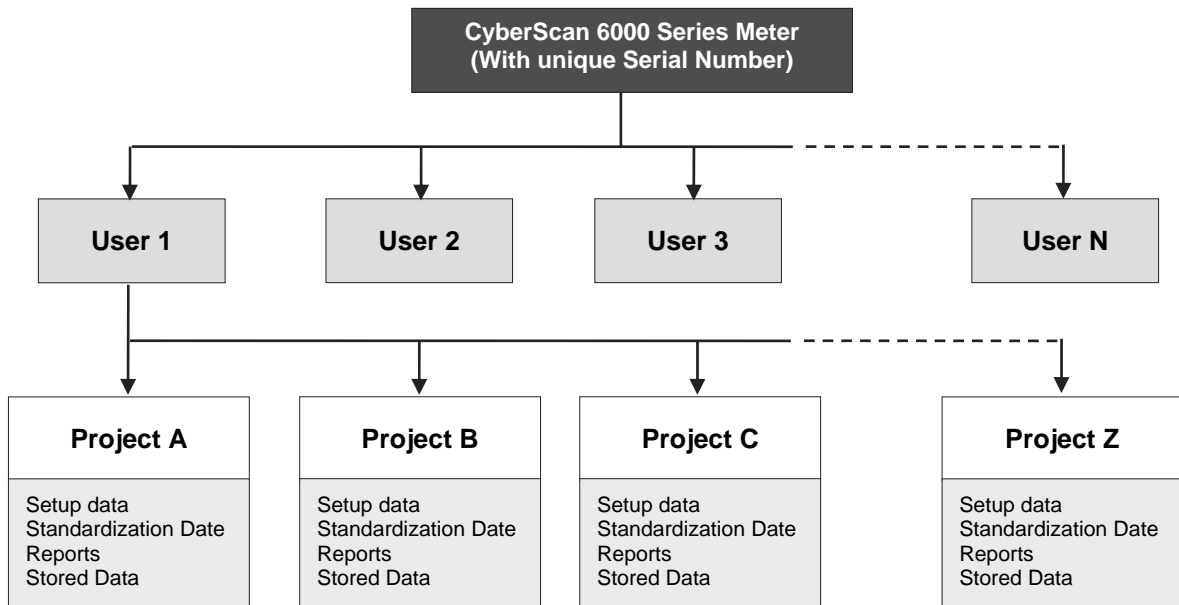 CyberScan 6000 Series Meter
(With unique Serial Number)
User 1
User 2
User 3
User N
Project A
Setup data
Standardization Date
Reports
Stored Data
Project B
Setup data
Standardization Date
Reports
Stored Data
Project C
Setup data
Standardization Date
Reports
Stored Data
Project Z
Setup data
Standardization Date
Reports
Stored Data